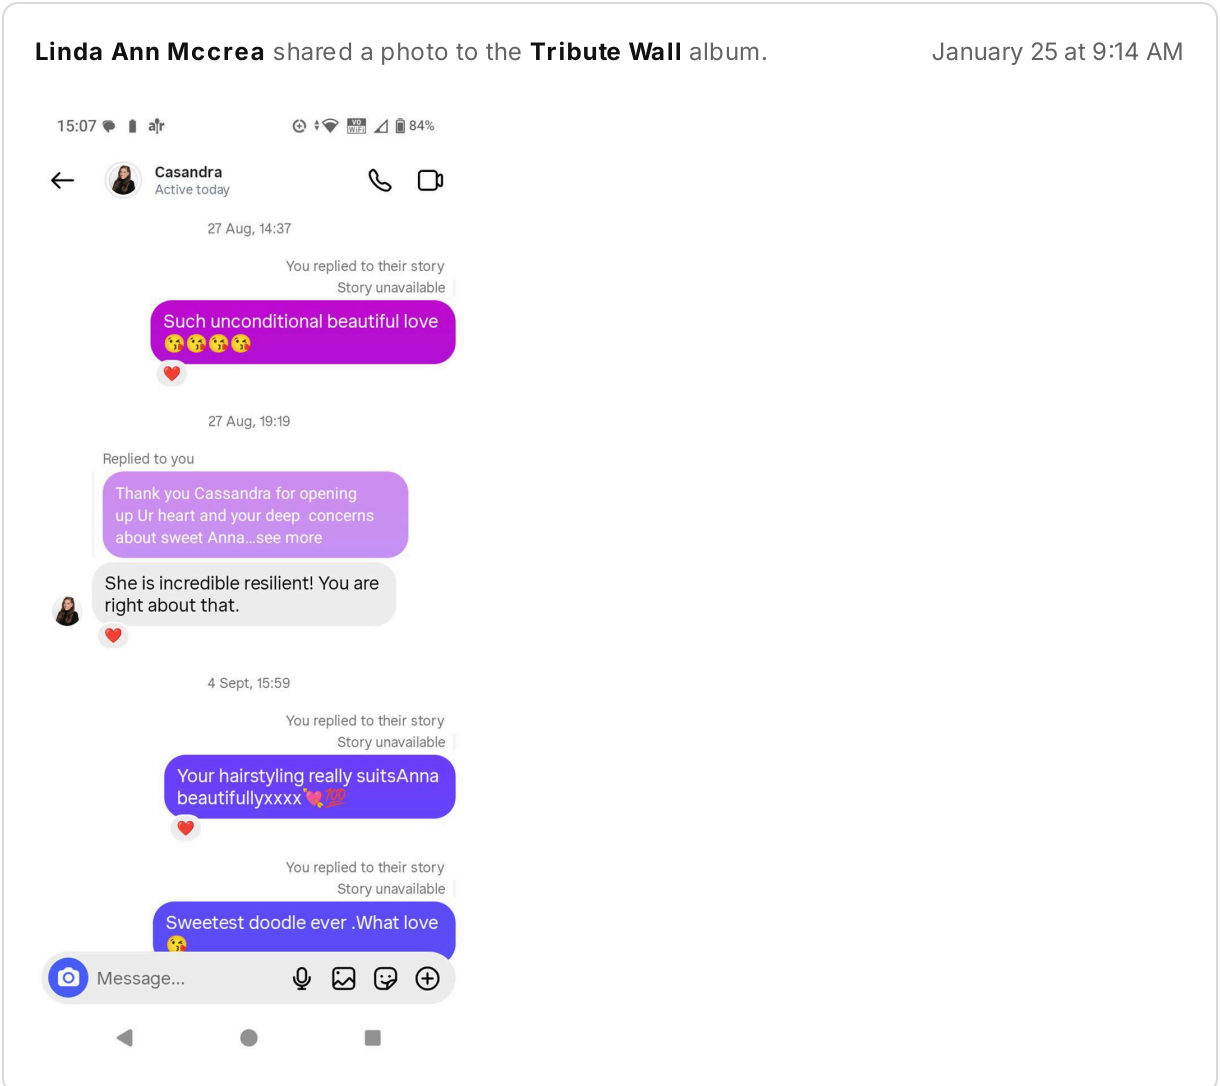 Linda Ann Mccrea shared a photo to the Tribute Wall album. January 25 at 9:14 AM
15:07 84%
VO
WiFi
Casandra
Active today
27 Aug, 14:37
You replied to their story
Story unavailable
Such unconditional beautiful love
😘😘😘😘
❤️
27 Aug, 19:19
Replied to you
Thank you Cassandra for opening
up Ur heart and your deep concerns
about sweet Anna...see more
She is incredible resilient! You are
right about that.
❤️
4 Sept, 15:59
You replied to their story
Story unavailable
Your hairstyling really suitsAnna
beautifullyxxxx💘💯
❤️
You replied to their story
Story unavailable
Sweetest doodle ever .What love
😘
Message...